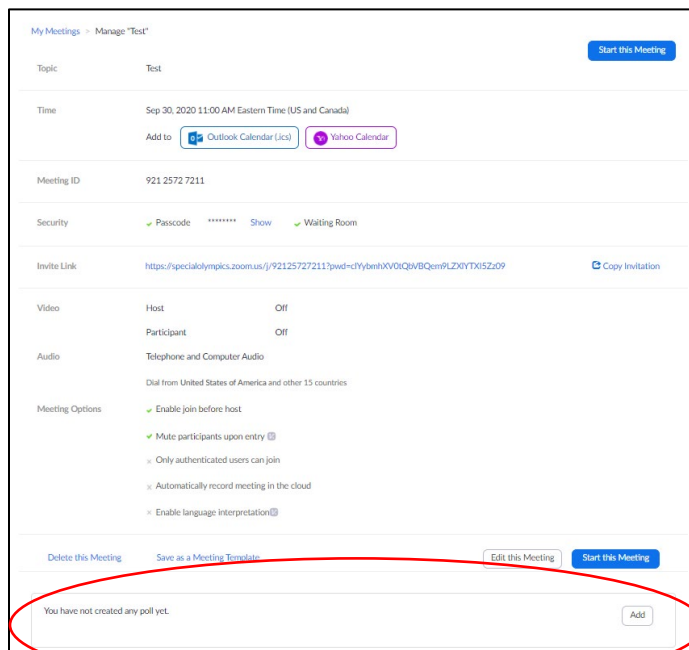 My Meetings > Manage "Test"
Start this Meeting
Topic Test
Time Sep 30, 2020 11:00 AM Eastern Time (US and Canada)
Add to Outlook Calendar (.ics) Yahoo Calendar
Meeting ID 921 2572 7211
Security Passcode ******** Show Waiting Room
Invite Link https://specialolympics.zoom.us/j/92125727211?pwd=clYybmhXV0tQbVBQem9LZXlYTXI5Zz09 Copy Invitation
Video Host Off
Participant Off
Audio Telephone and Computer Audio
Dial from United States of America and other 15 countries
Meeting Options Enable join before host
Mute participants upon entry
Only authenticated users can join
Automatically record meeting in the cloud
Enable language interpretation
Delete this Meeting Save as a Meeting Template Edit this Meeting Start this Meeting
You have not created any poll yet. Add